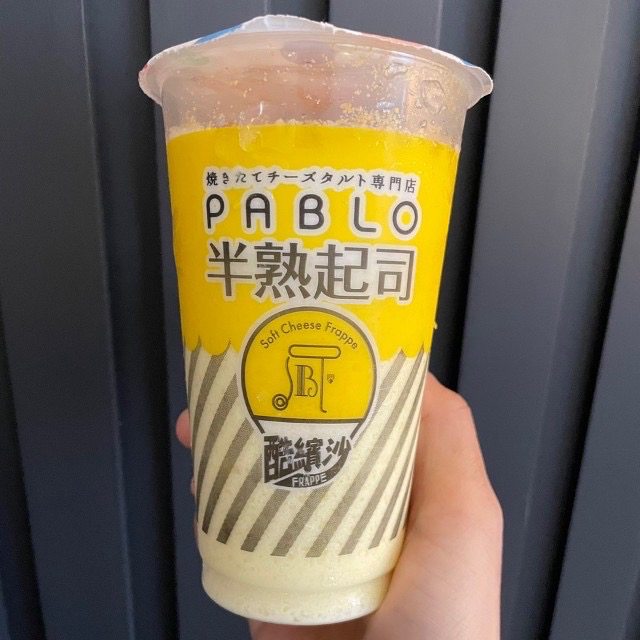 焼きたてチーズタルト専門店
PABLO
半熟起司
Soft Cheese Frappe
酷繽沙
FRAPPE